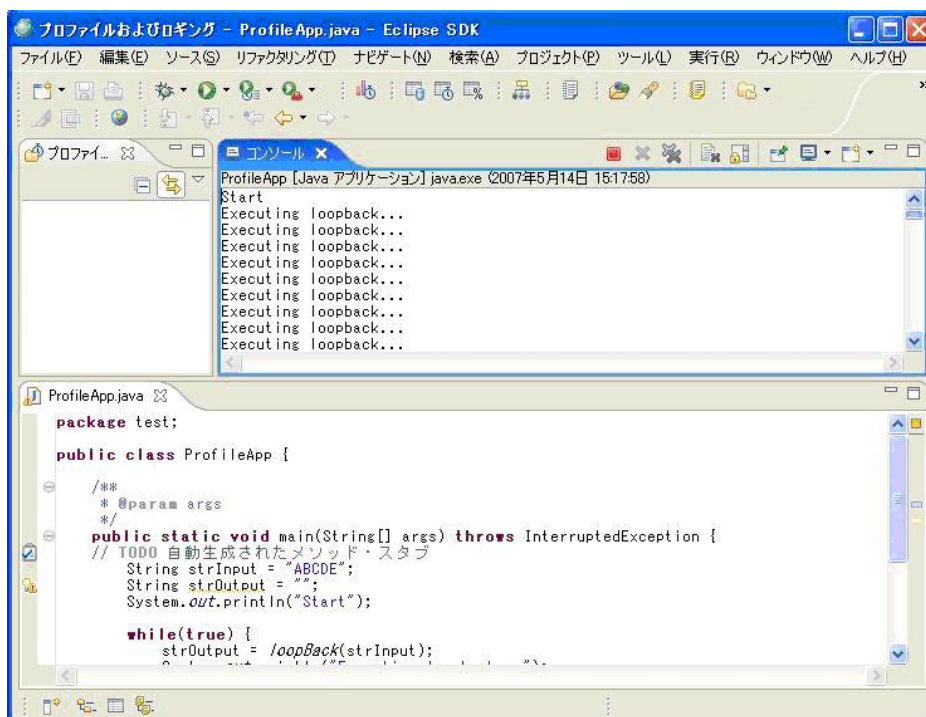 プロファイルおよびロギング - ProfileApp.java - Eclipse SDK
ファイル(F) 編集(E) ソース(S) リファクタリング(T) ナビゲート(N) 検索(A) プロジェクト(P) ツール(L) 実行(R) ウィンドウ(W) ヘルプ(H)
プロファイ...
コンソール
ProfileApp [Java アプリケーション] java.exe (2007年5月14日 15:17:58)
Start
Executing loopback...
Executing loopback...
Executing loopback...
Executing loopback...
Executing loopback...
Executing loopback...
Executing loopback...
Executing loopback...
Executing loopback...
ProfileApp.java
package test;
public class ProfileApp {
/**
* @param args
*/
public static void main(String[] args) throws InterruptedException {
// TODO 自動生成されたメソッド・スタブ
String strInput = "ABCDE";
String strOutput = "";
System.out.println("Start");
while(true) {
strOutput = loopBack(strInput);